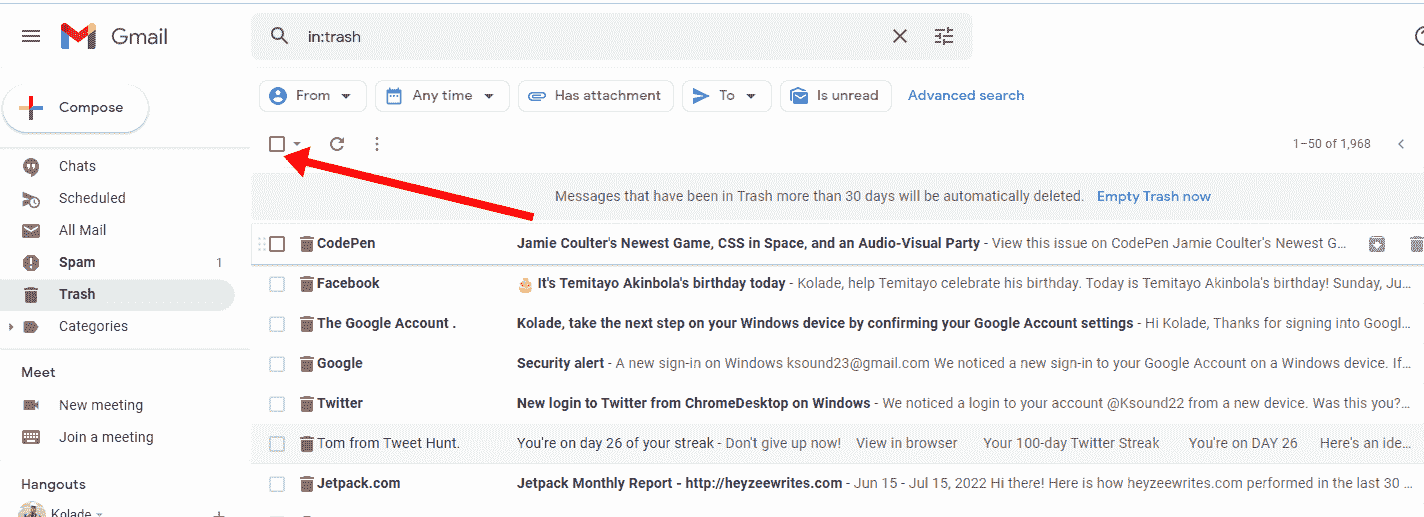 Gmail
in:trash
From
Any time
Has attachment
To
Is unread
Advanced search
Compose
1–50 of 1,968
Chats
Scheduled
All Mail
Spam 1
Trash
Categories
Meet
New meeting
Join a meeting
Hangouts
Kolade
Messages that have been in Trash more than 30 days will be automatically deleted. Empty Trash now
CodePen Jamie Coulter's Newest Game, CSS in Space, and an Audio-Visual Party - View this issue on CodePen Jamie Coulter's Newest G...
Facebook It's Temitayo Akinbola's birthday today - Kolade, help Temitayo celebrate his birthday. Today is Temitayo Akinbola's birthday! Sunday, Ju...
The Google Account . Kolade, take the next step on your Windows device by confirming your Google Account settings - Hi Kolade, Thanks for signing into Googl...
Google Security alert - A new sign-in on Windows ksound23@gmail.com We noticed a new sign-in to your Google Account on a Windows device. If...
Twitter New login to Twitter from ChromeDesktop on Windows - We noticed a login to your account @Ksound22 from a new device. Was this you?...
Tom from Tweet Hunt. You're on day 26 of your streak - Don't give up now! View in browser Your 100-day Twitter Streak You're on DAY 26 Here's an ide...
Jetpack.com Jetpack Monthly Report - http://heyzeewrites.com - Jun 15 - Jul 15, 2022 Hi there! Here is how heyzeewrites.com performed in the last 30 ...